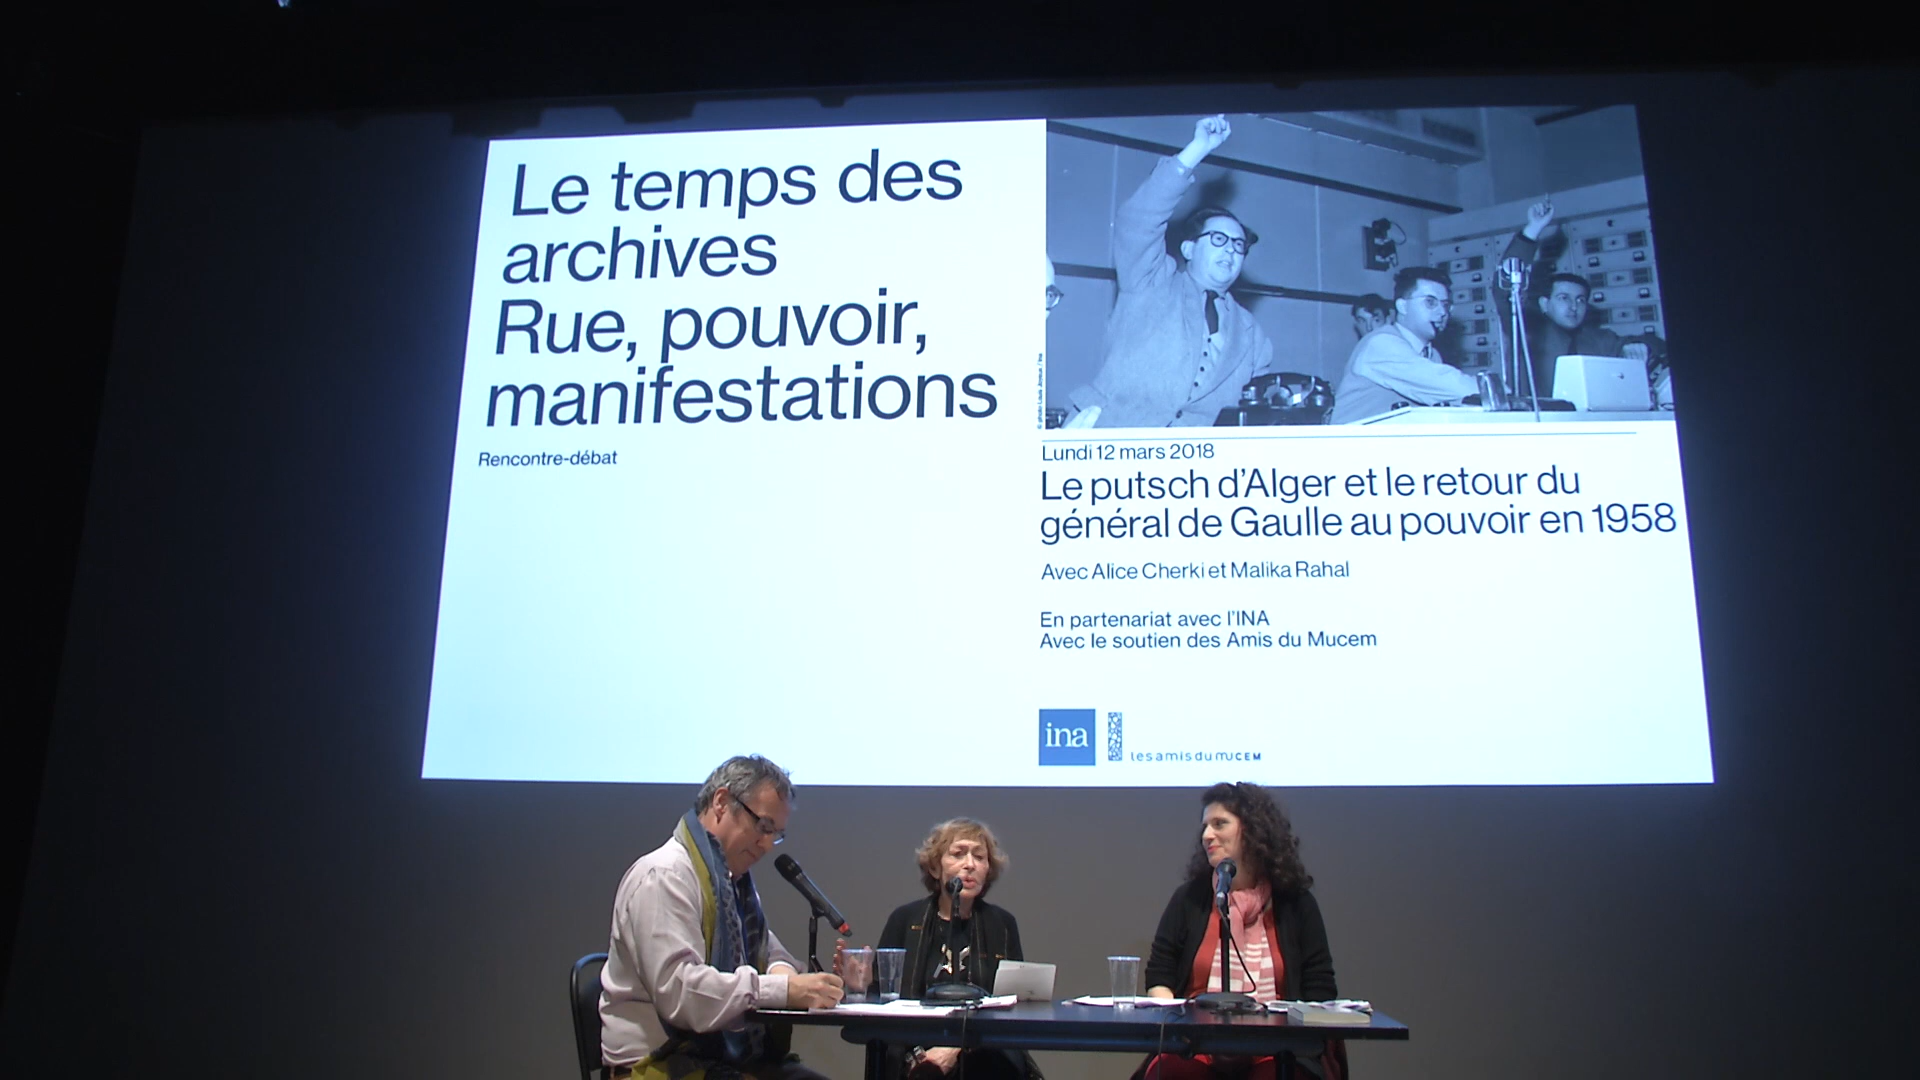 Le temps des
archives
Rue, pouvoir,
manifestations
Rencontre-débat
Lundi 12 mars 2018
Le putsch d'Alger et le retour du
général de Gaulle au pouvoir en 1958
Avec Alice Cherki et Malika Rahal
En partenariat avec l'INA
Avec le soutien des Amis du Mucem
ina
les amis du mucem